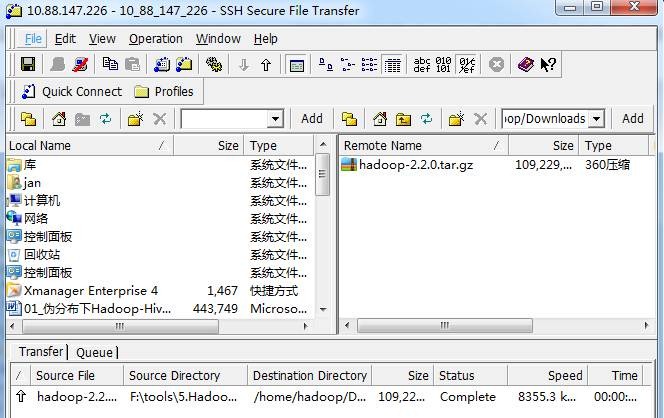 10.88.147.226 - 10_88_147_226 - SSH Secure File Transfer
File Edit View Operation Window Help
abc def 010 101
Quick Connect Profiles
Add op/Downloads Add
Local Name / Size Type
Remote Name / Size Type
库 系统文件...
jan 系统文件...
计算机 系统文件...
网络 系统文件...
控制面板 系统文件...
回收站 系统文件...
控制面板 系统文件...
Xmanager Enterprise 4 1,467 快捷方式
01_伪分布下Hadoop-Hiv... 443,749 Microso...
hadoop-2.2.0.tar.gz 109,229,... 360压缩
Transfer Queue
/ Source File Source Directory Destination Directory Size Status Speed Time
hadoop-2.2.... F:\tools\5.Hadoo... /home/hadoop/D... 109,22... Complete 8355.3 k... 00:00:...